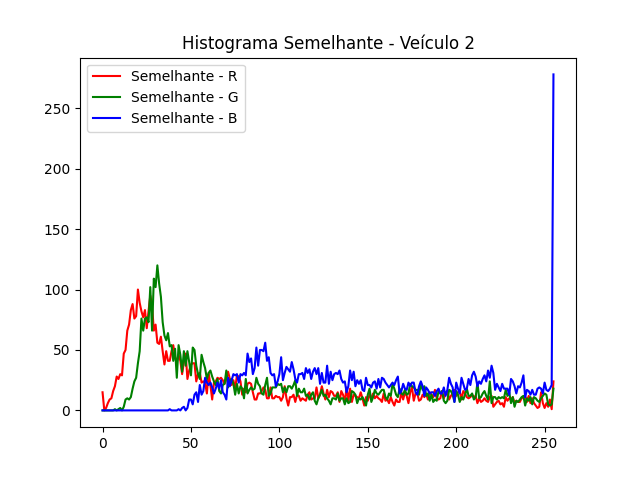 Histograma Semelhante - Veículo 2
Semelhante - R
Semelhante - G
Semelhante - B
250
200
150
100
50
0
0 50 100 150 200 250